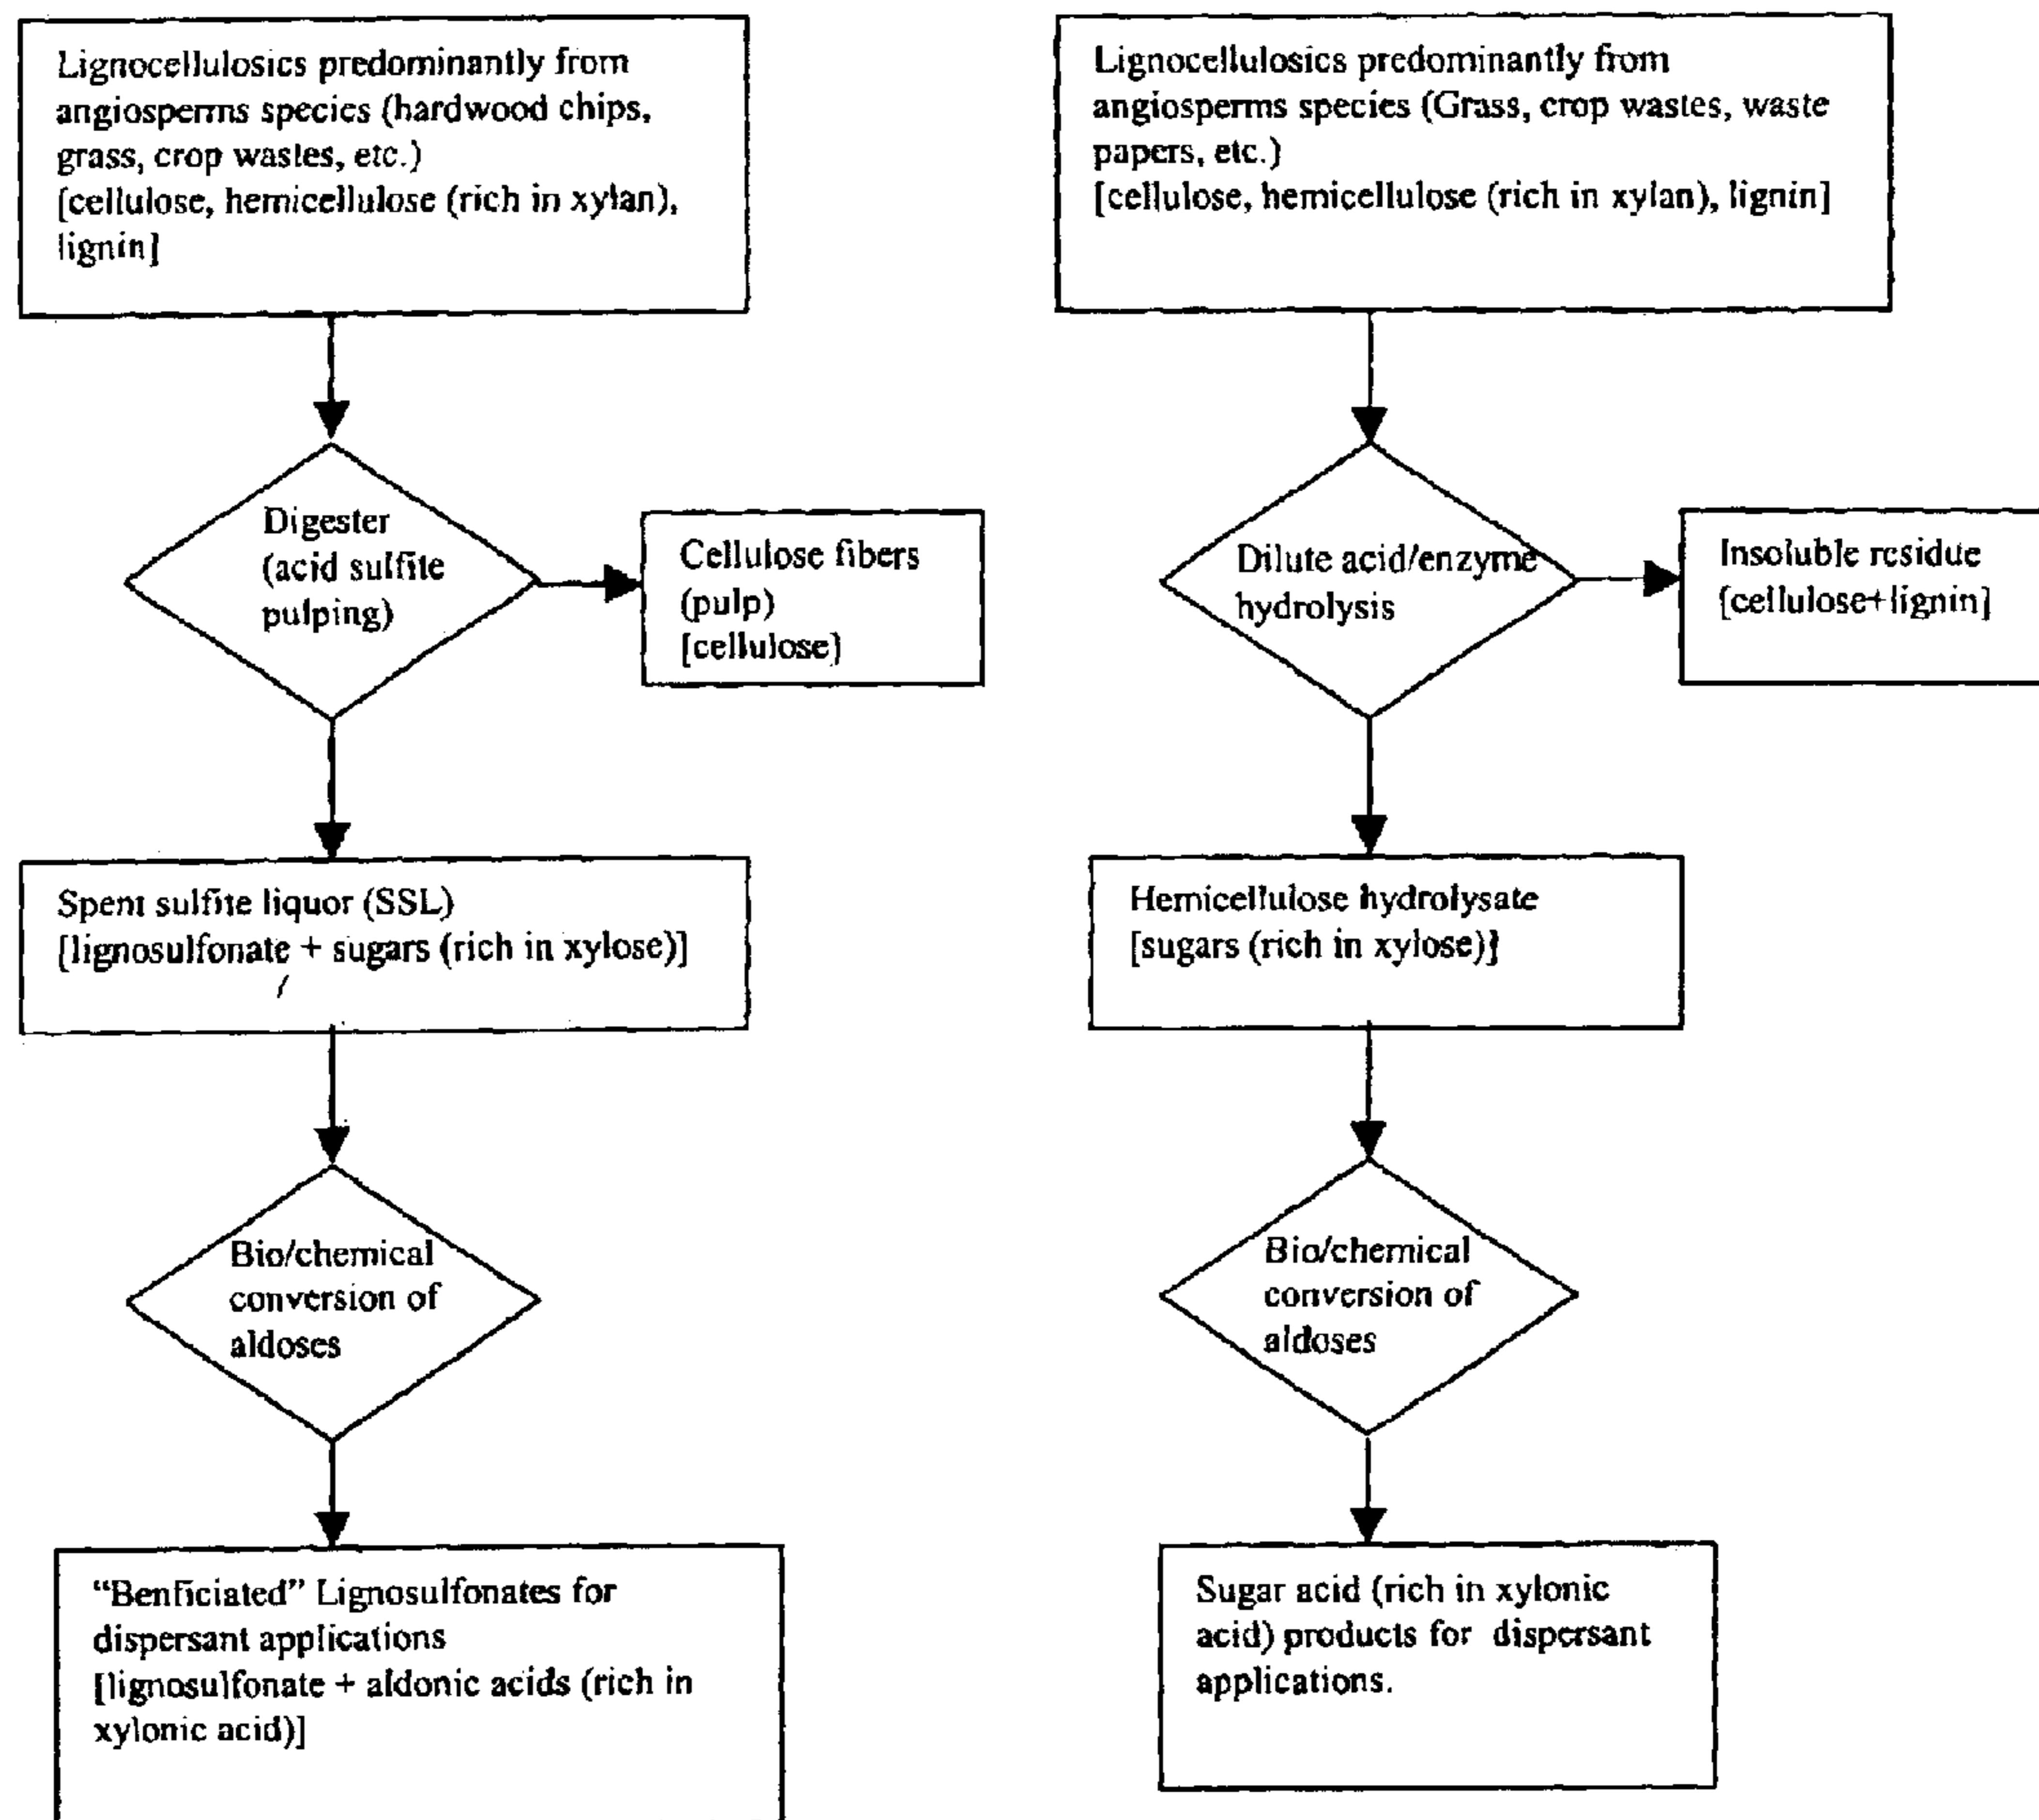 Lignocellulosics predominantly from
angiosperms species (hardwood chips,
grass, crop wastes, etc.)
[cellulose, hemicellulose (rich in xylan),
lignin]
Digester
(acid sulfite
pulping)
Cellulose fibers
(pulp)
[cellulose]
Spent sulfite liquor (SSL)
[lignosulfonate + sugars (rich in xylose)]
Bio/chemical
conversion of
aldoses
“Benficiated” Lignosulfonates for
dispersant applications
[lignosulfonate + aldonic acids (rich in
xylonic acid)]
Lignocellulosics predominantly from
angiosperms species (Grass, crop wastes, waste
papers, etc.)
[cellulose, hemicellulose (rich in xylan), lignin]
Dilute acid/enzyme
hydrolysis
Insoluble residue
[cellulose+lignin]
Hemicellulose hydrolysate
[sugars (rich in xylose)]
Bio/chemical
conversion of
aldoses
Sugar acid (rich in xylonic
acid) products for dispersant
applications.